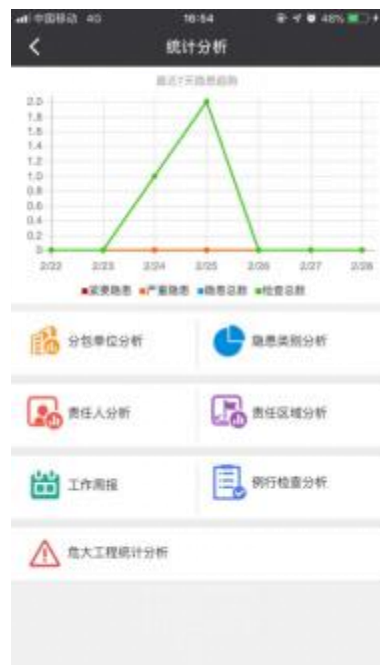 中国移动 4G 16:54 48%
统计分析
最近7天隐患趋势
2.0
1.8
1.6
1.4
1.2
1.0
0.8
0.6
0.4
0.2
0
2/22 2/23 2/24 2/25 2/26 2/27 2/28
紧要隐患 严重隐患 隐患总数 检查总数
分包单位分析 隐患类别分析
责任人分析 责任区域分析
工作周报 例行检查分析
危大工程统计分析